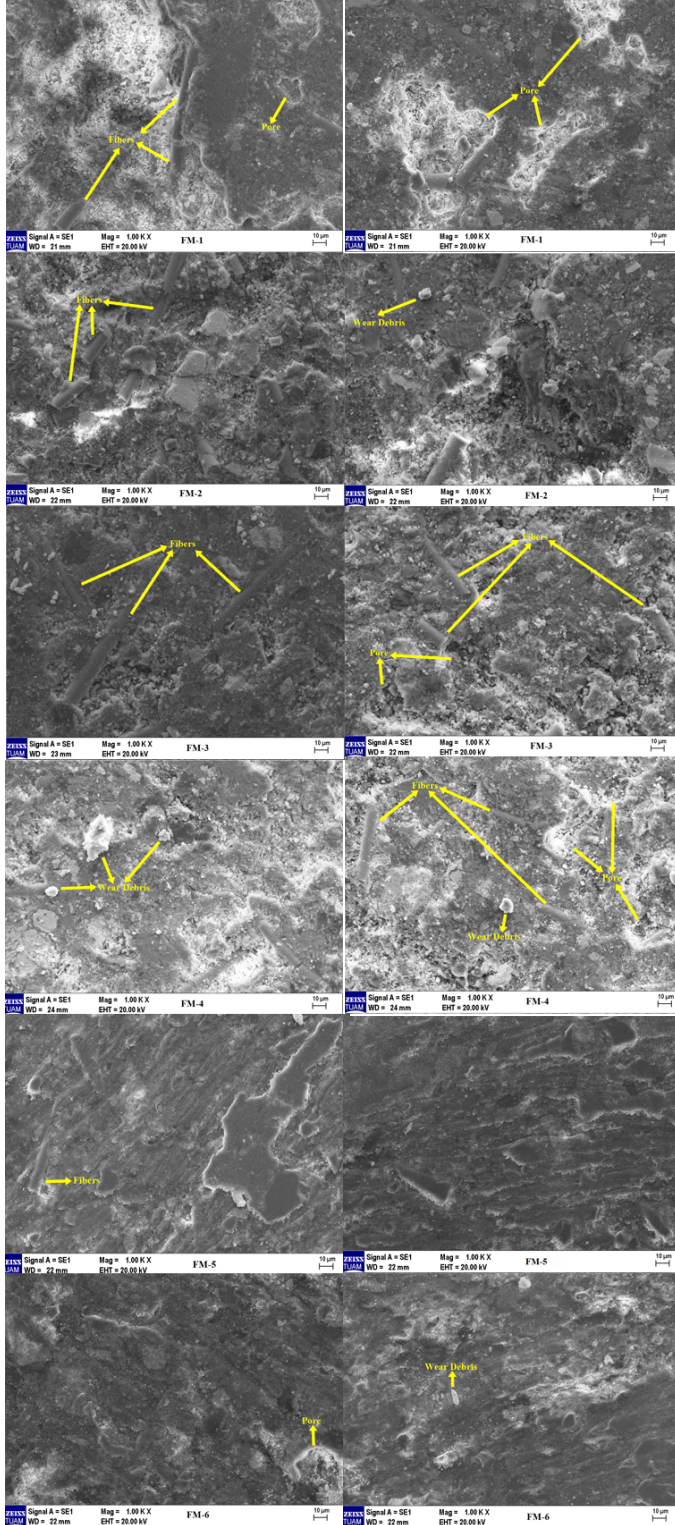 Fibers
Pore
ZEISS Signal A = SE1 Mag = 1.00 K X 10 µm
TUAM WD = 21 mm EHT = 20.00 kV FM-1
Pore
ZEISS Signal A = SE1 Mag = 1.00 K X 10 µm
TUAM WD = 21 mm EHT = 20.00 kV FM-1
Fibers
ZEISS Signal A = SE1 Mag = 1.00 K X 10 µm
TUAM WD = 22 mm EHT = 20.00 kV FM-2
Wear Debris
ZEISS Signal A = SE1 Mag = 1.00 K X 10 µm
TUAM WD = 22 mm EHT = 20.00 kV FM-2
Fibers
ZEISS Signal A = SE1 Mag = 1.00 K X 10 µm
TUAM WD = 23 mm EHT = 20.00 kV FM-3
Fibers
Pore
ZEISS Signal A = SE1 Mag = 1.00 K X 10 µm
TUAM WD = 22 mm EHT = 20.00 kV FM-3
Wear Debris
ZEISS Signal A = SE1 Mag = 1.00 K X 10 µm
TUAM WD = 24 mm EHT = 20.00 kV FM-4
Fibers
Pore
Wear Debris
ZEISS Signal A = SE1 Mag = 1.00 K X 10 µm
TUAM WD = 24 mm EHT = 20.00 kV FM-4
Fibers
ZEISS Signal A = SE1 Mag = 1.00 K X 10 µm
TUAM WD = 22 mm EHT = 20.00 kV FM-5
ZEISS Signal A = SE1 Mag = 1.00 K X 10 µm
TUAM WD = 22 mm EHT = 20.00 kV FM-5
Pore
ZEISS Signal A = SE1 Mag = 1.00 K X 10 µm
TUAM WD = 22 mm EHT = 20.00 kV FM-6
Wear Debris
ZEISS Signal A = SE1 Mag = 1.00 K X 10 µm
TUAM WD = 22 mm EHT = 20.00 kV FM-6